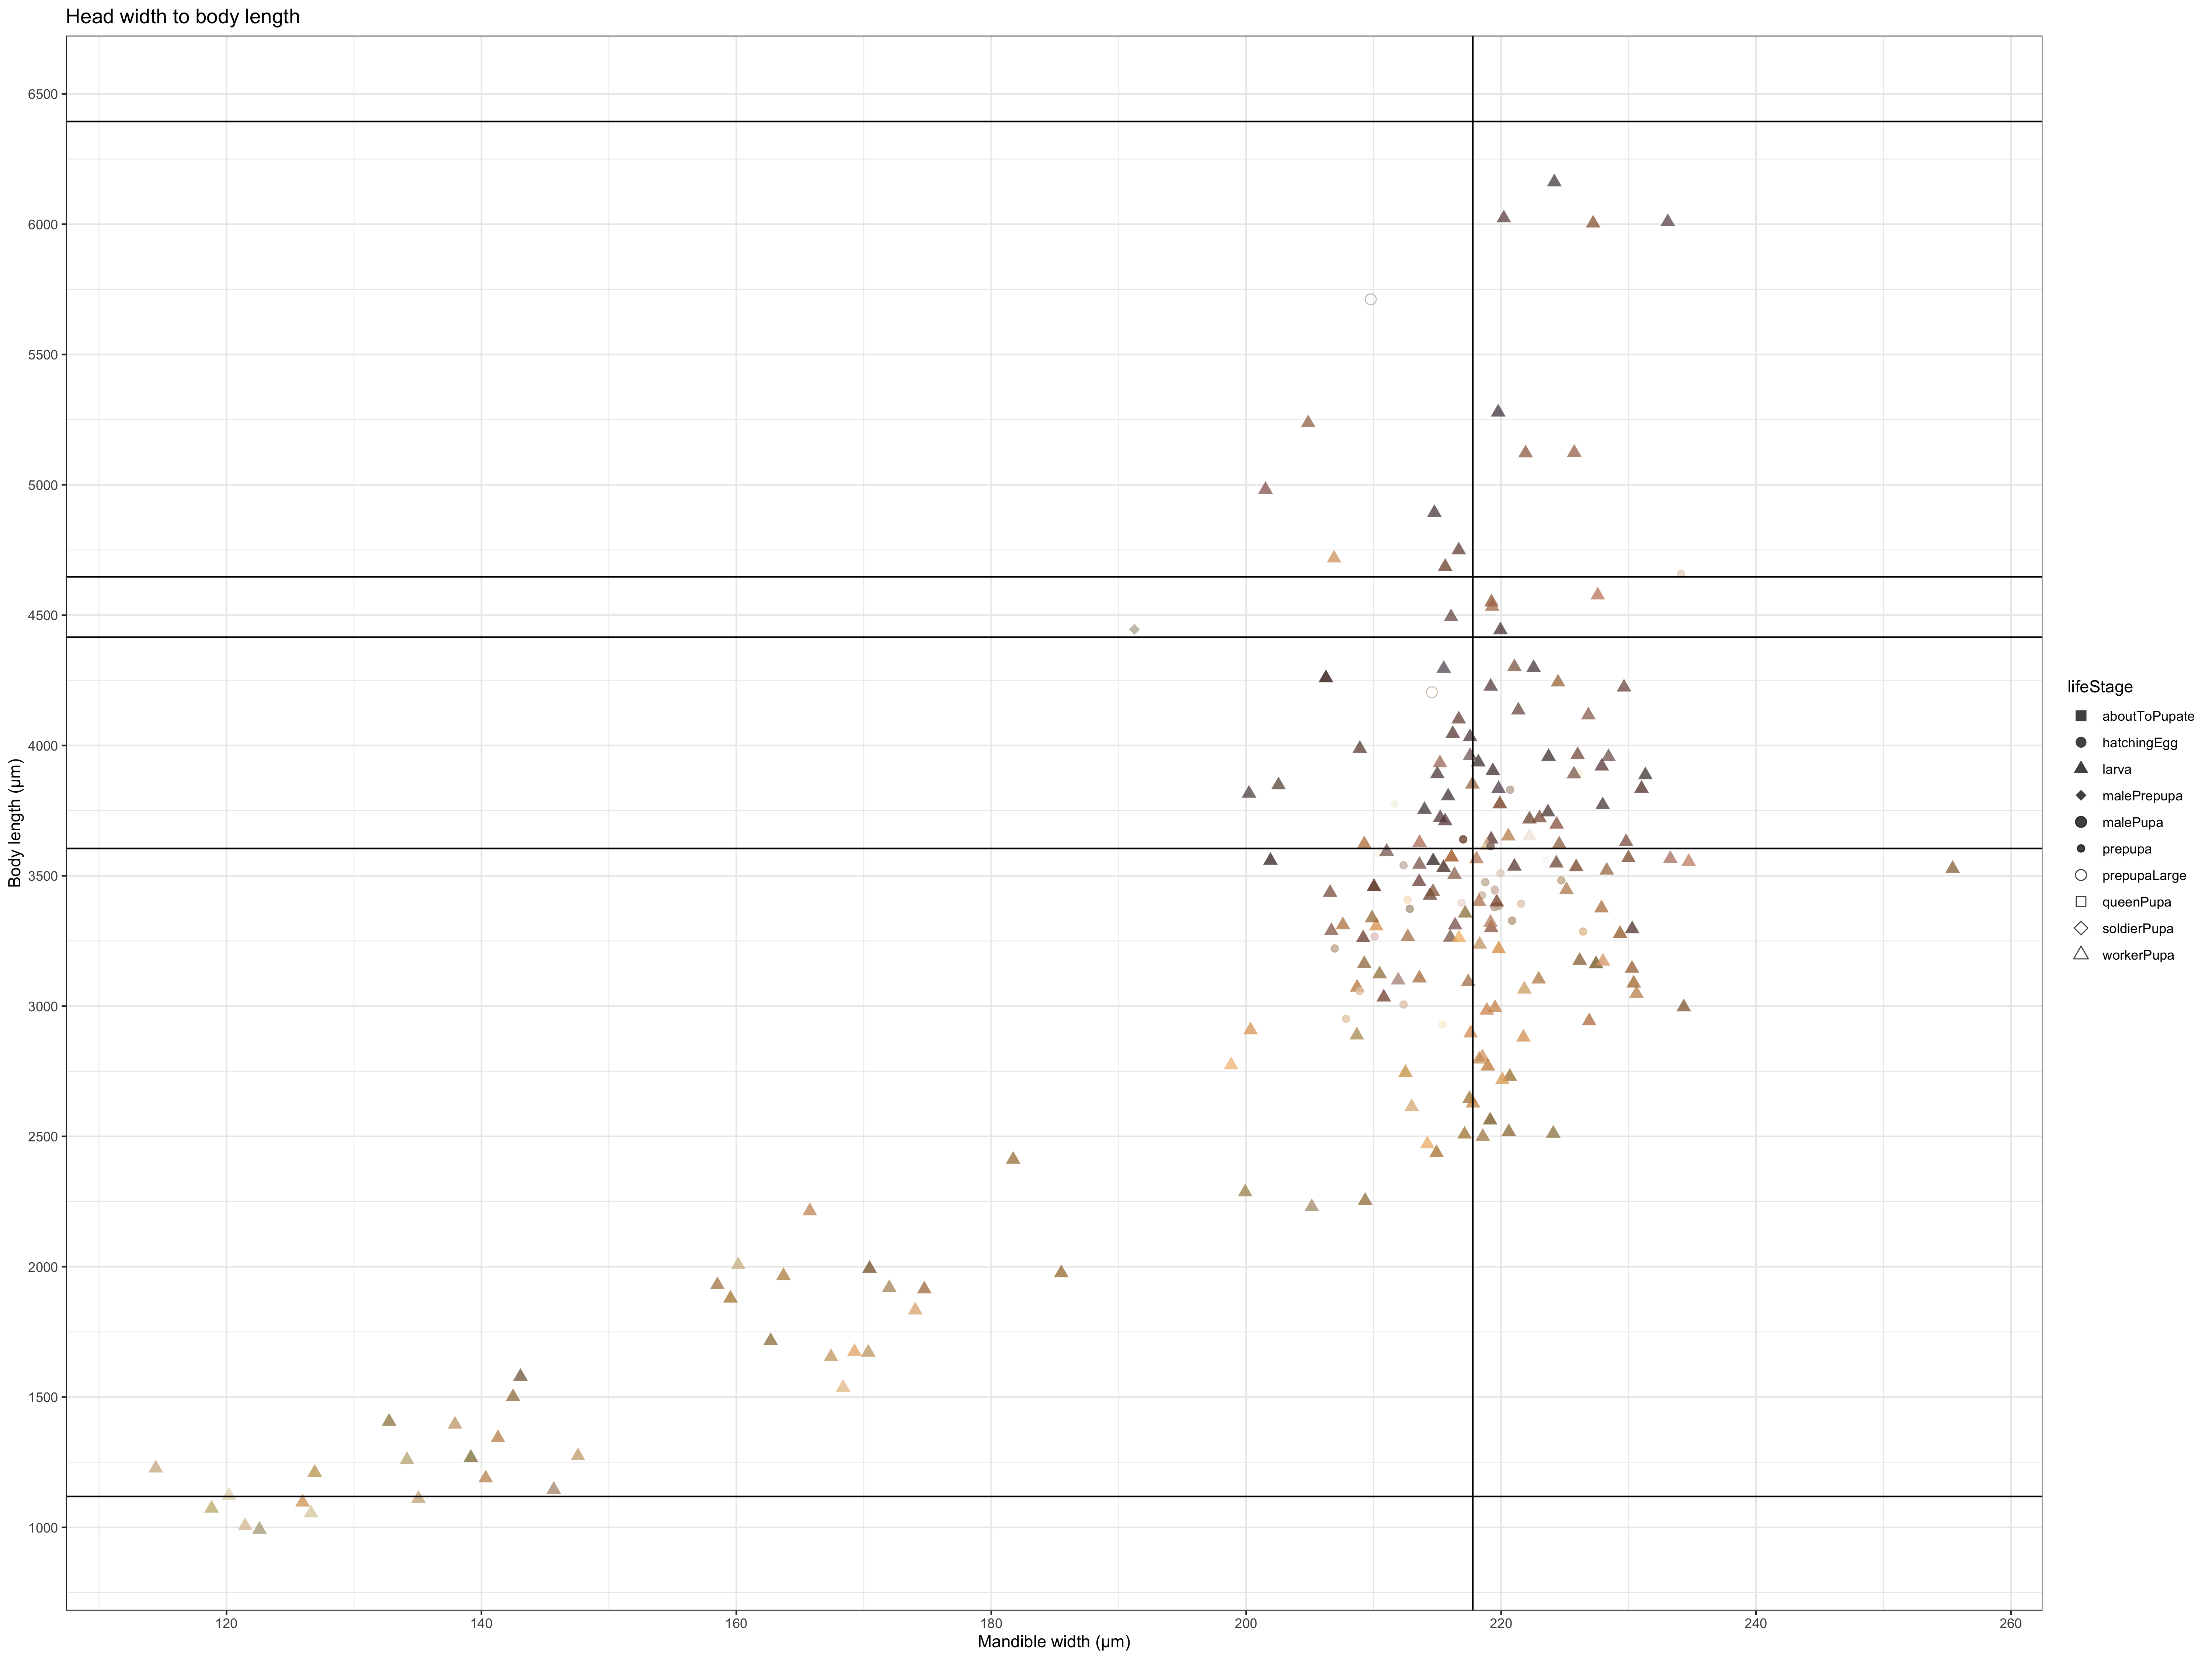 Head width to body length
6500
6000
5500
5000
4500
4000
3500
3000
2500
2000
1500
1000
Body length (µm)
120 140 160 180 200 220 240 260
Mandible width (µm)
lifeStage
aboutToPupate
hatchingEgg
larva
malePrepupa
malePupa
prepupa
prepupaLarge
queenPupa
soldierPupa
workerPupa